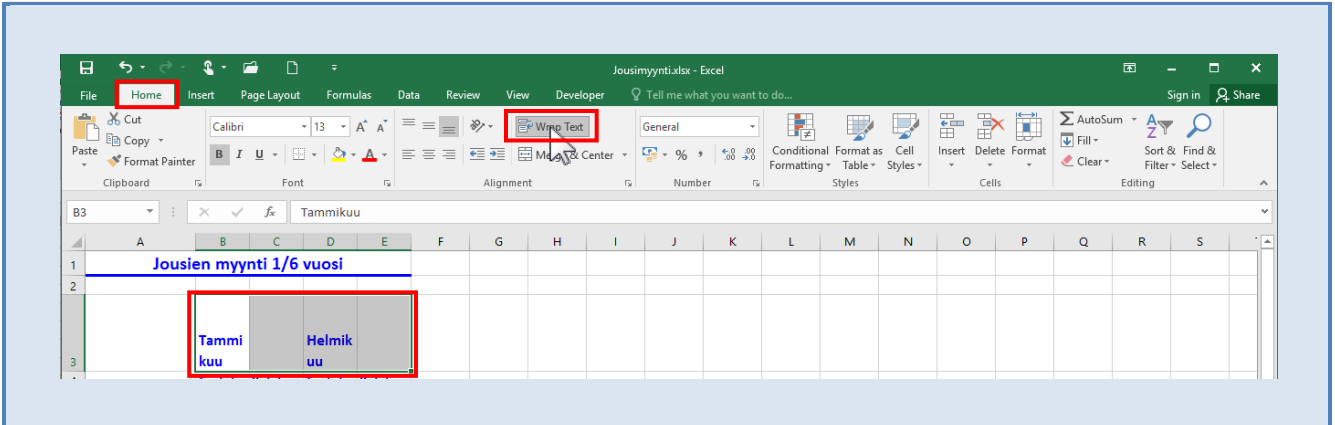 Jousimyynti.xlsx - Excel
File Home Insert Page Layout Formulas Data Review View Developer Tell me what you want to do... Sign in Share
Cut Calibri 13 A A Wrap Text General AutoSum
Paste Copy Fill
Format Painter B I U A Center % , Conditional Formatting Format as Table Cell Styles Insert Delete Format Clear Sort & Filter Find & Select
Clipboard Font Alignment Number Styles Cells Editing
B3 fx Tammikuu
A B C D E F G H I J K L M N O P Q R S
1 Jousien myynti 1/6 vuosi
2
Tammi Helmik
3 kuu uu